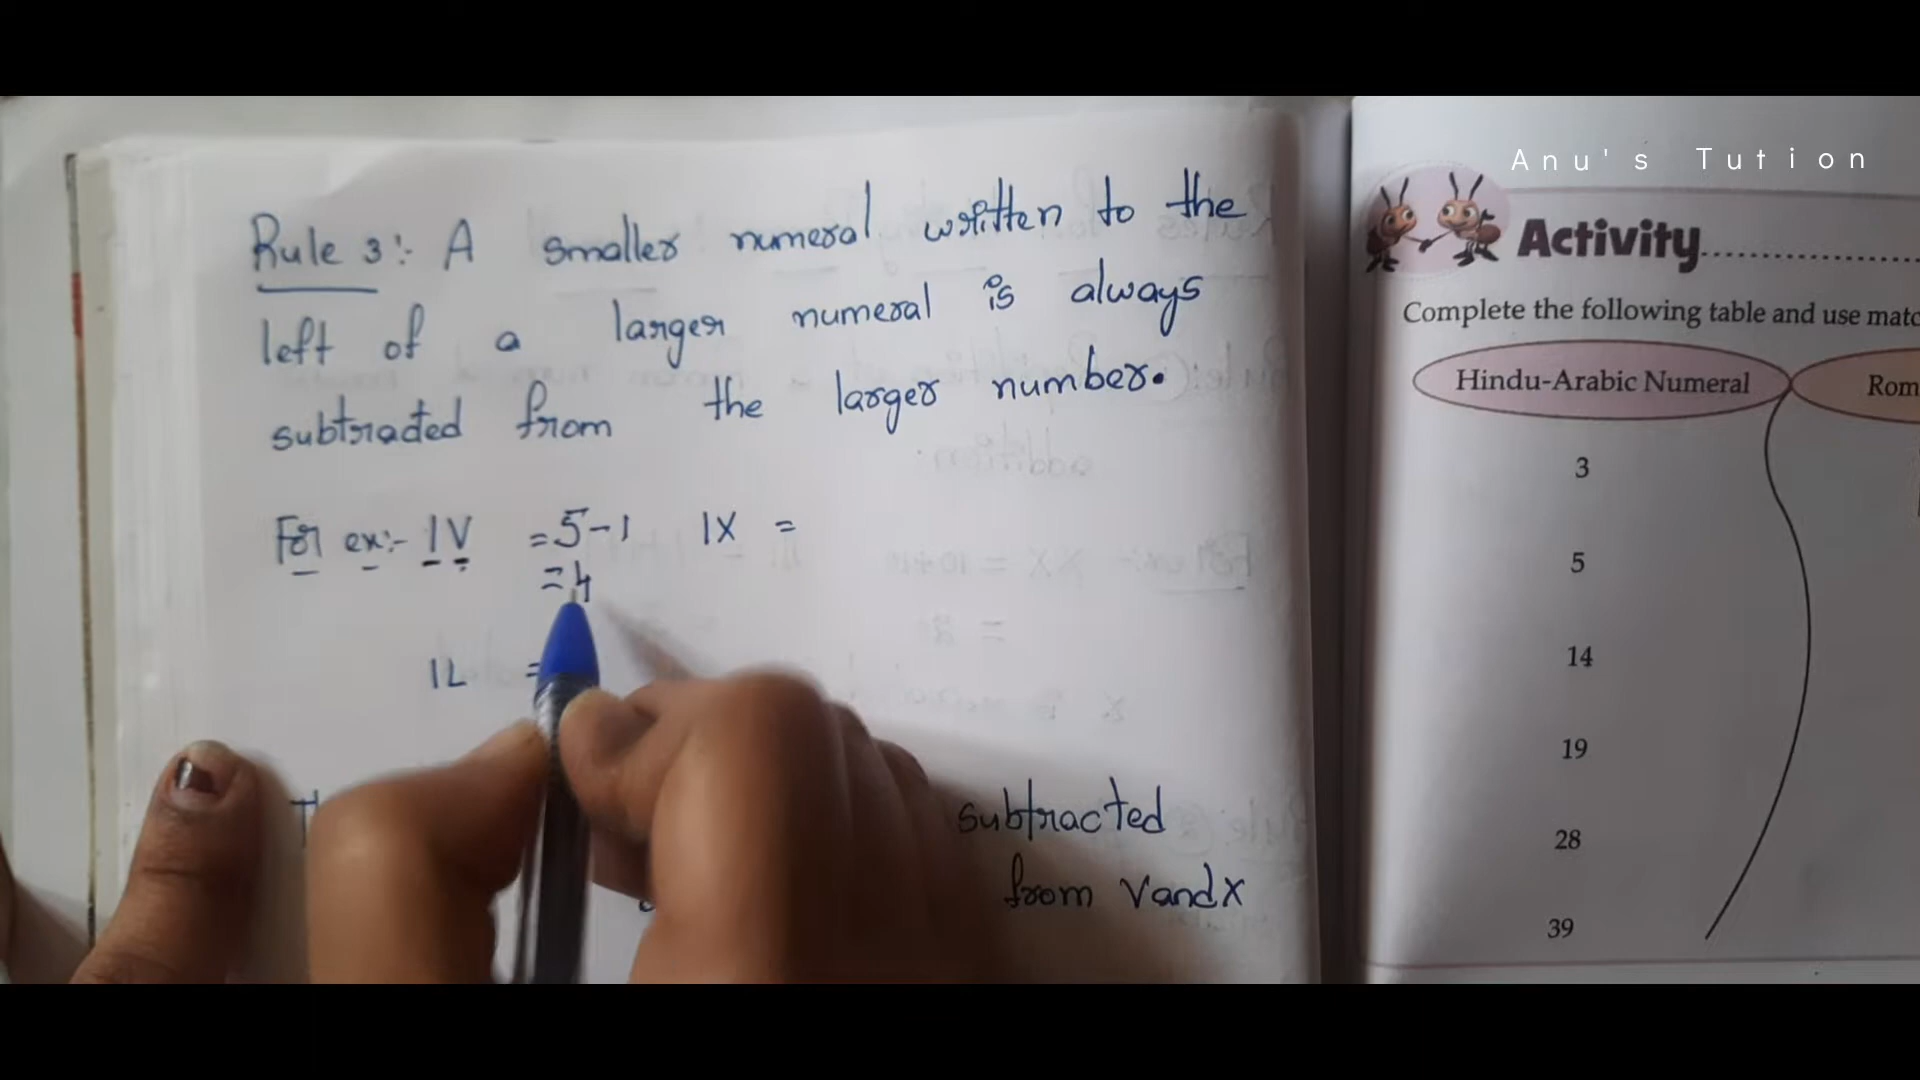 Rule 3:- A smaller numeral written to the
left of a larger numeral is always
subtraded from the larger number.
For ex:- IV = 5-1 IX =
= 4
IL =
subtracted
from V and X
Anu's Tution
Activity
Complete the following table and use matc
Hindu-Arabic Numeral Rom
3
5
14
19
28
39